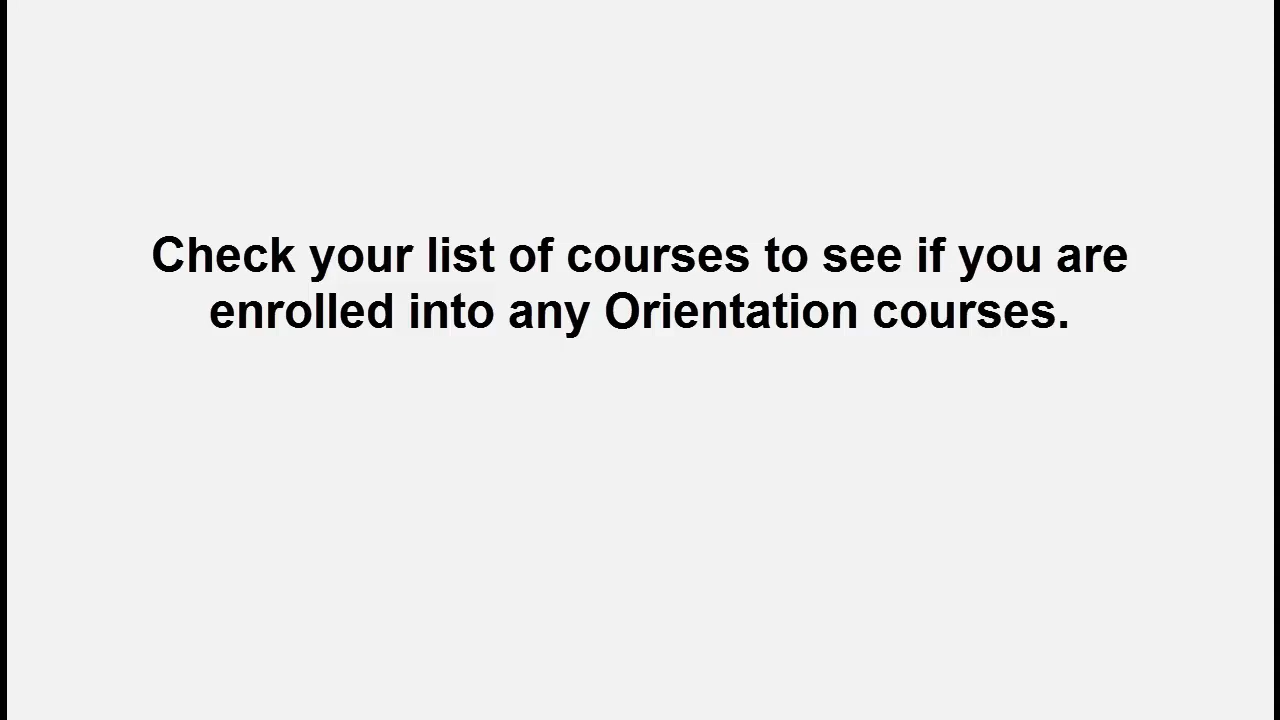 Check your list of courses to see if you are
enrolled into any Orientation courses.